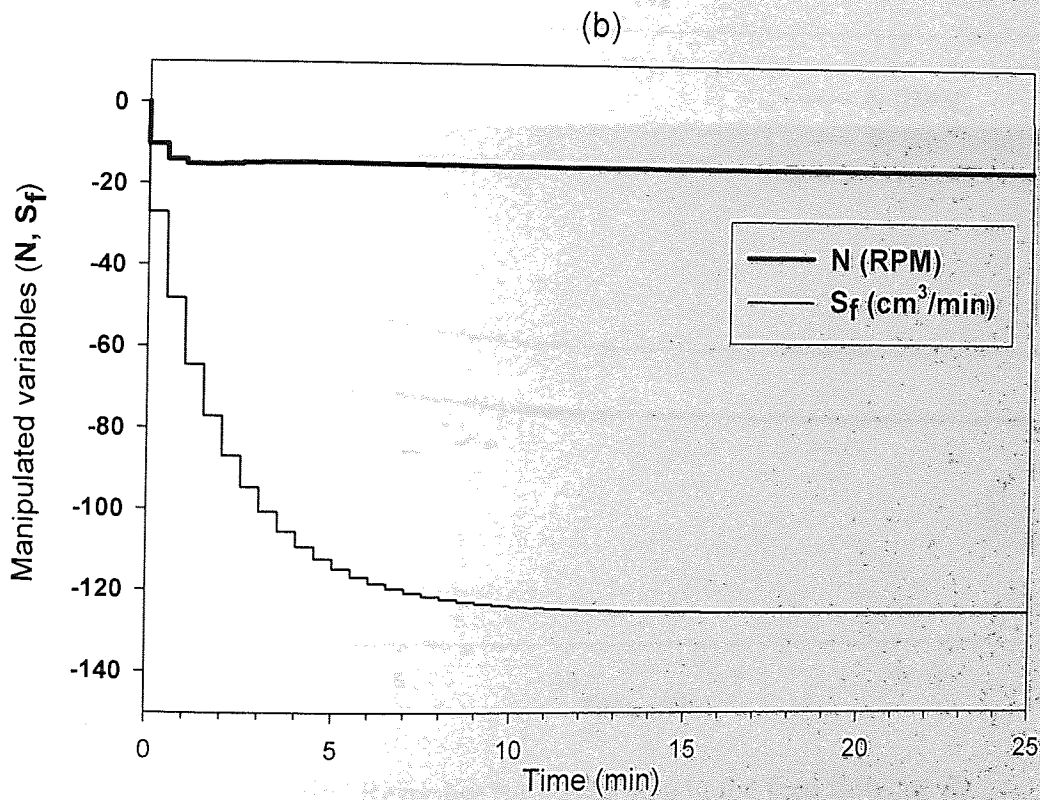 (b)
Manipulated variables (N, Sf)
0
-20
-40
-60
-80
-100
-120
-140
N (RPM)
Sf (cm³/min)
0 5 10 15 20 25
Time (min)